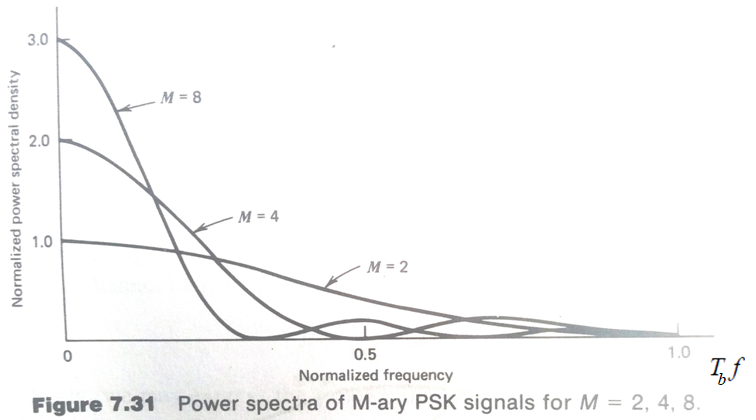 Normalized power spectral density
3.0
2.0
1.0
M = 8
M = 4
M = 2
0
0.5
1.0
T_b f
Normalized frequency
Figure 7.31 Power spectra of M-ary PSK signals for M = 2, 4, 8.